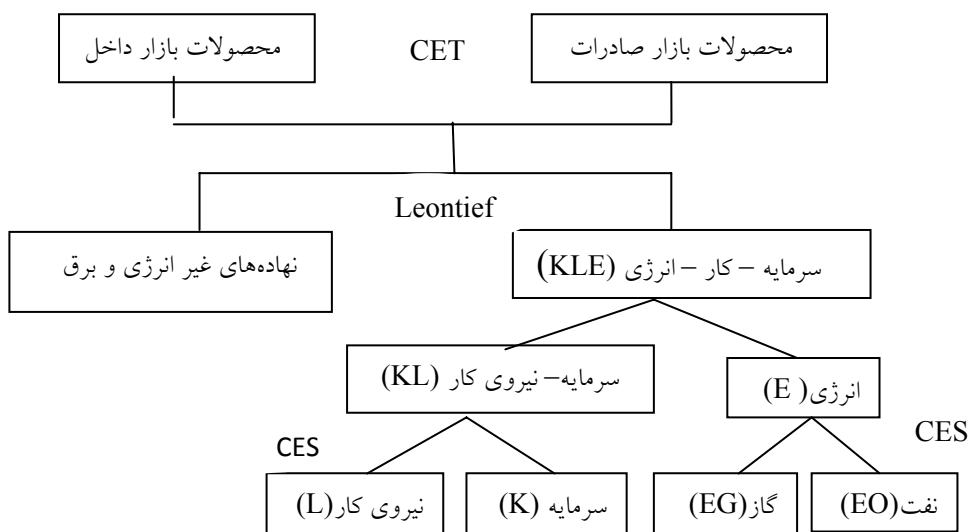 محصولات بازار صادرات
CET
محصولات بازار داخل
Leontief
سرمایه – کار – انرژی (KLE)
نهاده‌های غیر انرژی و برق
سرمایه– نیروی کار (KL)
انرژی( E)
CES
CES
نفت(EO)
گاز(EG)
سرمایه (K)
نیروی کار(L)